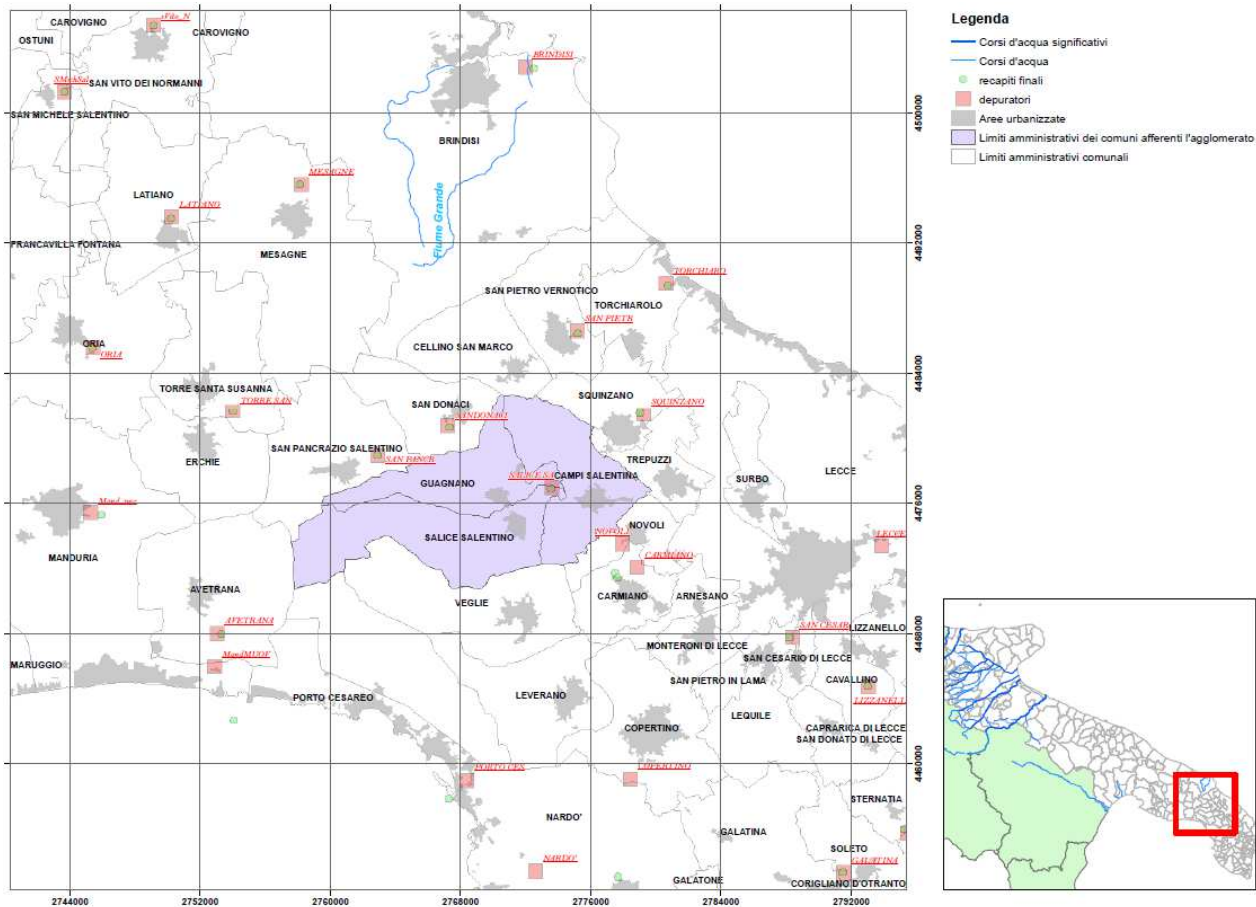 CAROVIGNO
OSTUNI
CAROVIGNO
SAN VITO DEI NORMANNI
SAN MICHELE SALENTINO
BRINDISI
BRINDISI
4500000
MESAGNE
LATIANO
LATIANO
Fiume Grande
FRANCAVILLA FONTANA
MESAGNE
4492000
TORCHIARO
SAN PIETRO VERNOTICO
TORCHIAROLO
SAN PIETR
ORIA
ORIA
CELLINO SAN MARCO
4484000
TORRE SANTA SUSANNA
TORRE SAN
SAN DONACI
SANDONACI
SQUINZANO
SQUINZANO
SAN PANCRAZIO SALENTINO
SAN PANCR
ERCHIE
TREPUZZI
LECCE
GUAGNANO
CAMPI SALENTINA
SURBO
4476000
MANDURIA
SALICE SALENTINO
NOVOLI
NOVOLI
LECCE
CARMIANO
AVETRANA
VEGLIE
CARMIANO
ARNESANO
AVETRANA
SAN CESAR
LIZZANELLO
4468000
MONTERONI DI LECCE
SAN CESARIO DI LECCE
MARUGGIO
SAN PIETRO IN LAMA
CAVALLINO
PORTO CESAREO
LEVERANO
LIZZANELL
LEQUILE
COPERTINO
CAPRARICA DI LECCE
SAN DONATO DI LECCE
4460000
PORTO CES
COPERTINO
STERNATIA
NARDO'
GALATINA
SOLETO
NARDO'
GALATINA
GALATONE
CORIGLIANO D'OTRANTO
2744000 2752000 2760000 2768000 2776000 2784000 2792000
Legenda
Corsi d'acqua significativi
Corsi d'acqua
recapiti finali
depuratori
Aree urbanizzate
Limiti amministrativi dei comuni afferenti l'agglomerato
Limiti amministrativi comunali